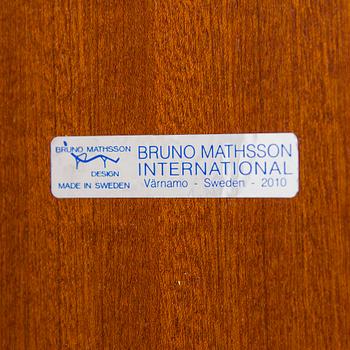 BRUNO MATHSSON
DESIGN
MADE IN SWEDEN
BRUNO MATHSSON
INTERNATIONAL
Värnamo - Sweden - 2010